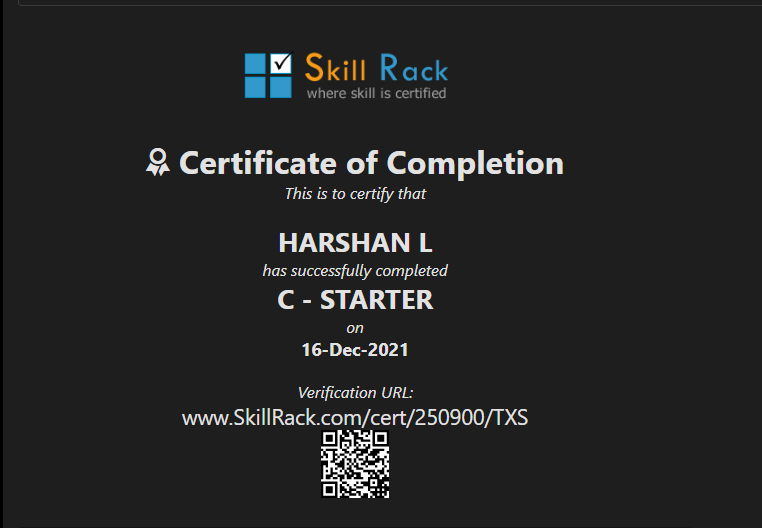 Skill Rack
where skill is certified
Certificate of Completion
This is to certify that
HARSHAN L
has successfully completed
C - STARTER
on
16-Dec-2021
Verification URL:
www.SkillRack.com/cert/250900/TXS